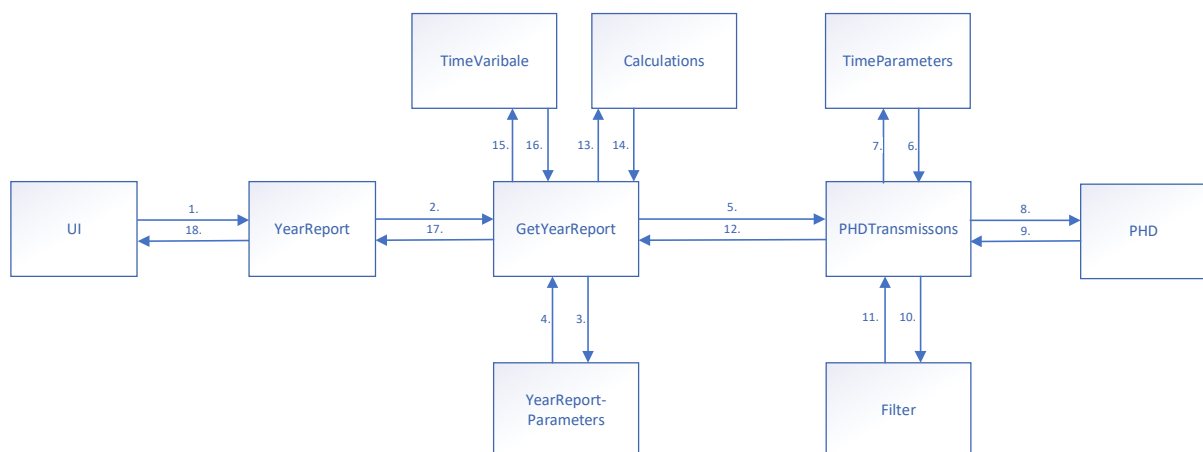 TimeVaribale
Calculations
TimeParameters
15.
16.
13.
14.
7.
6.
1.
18.
2.
17.
5.
12.
8.
9.
UI
YearReport
GetYearReport
PHDTransmissons
PHD
4.
3.
11.
10.
YearReport-
Parameters
Filter